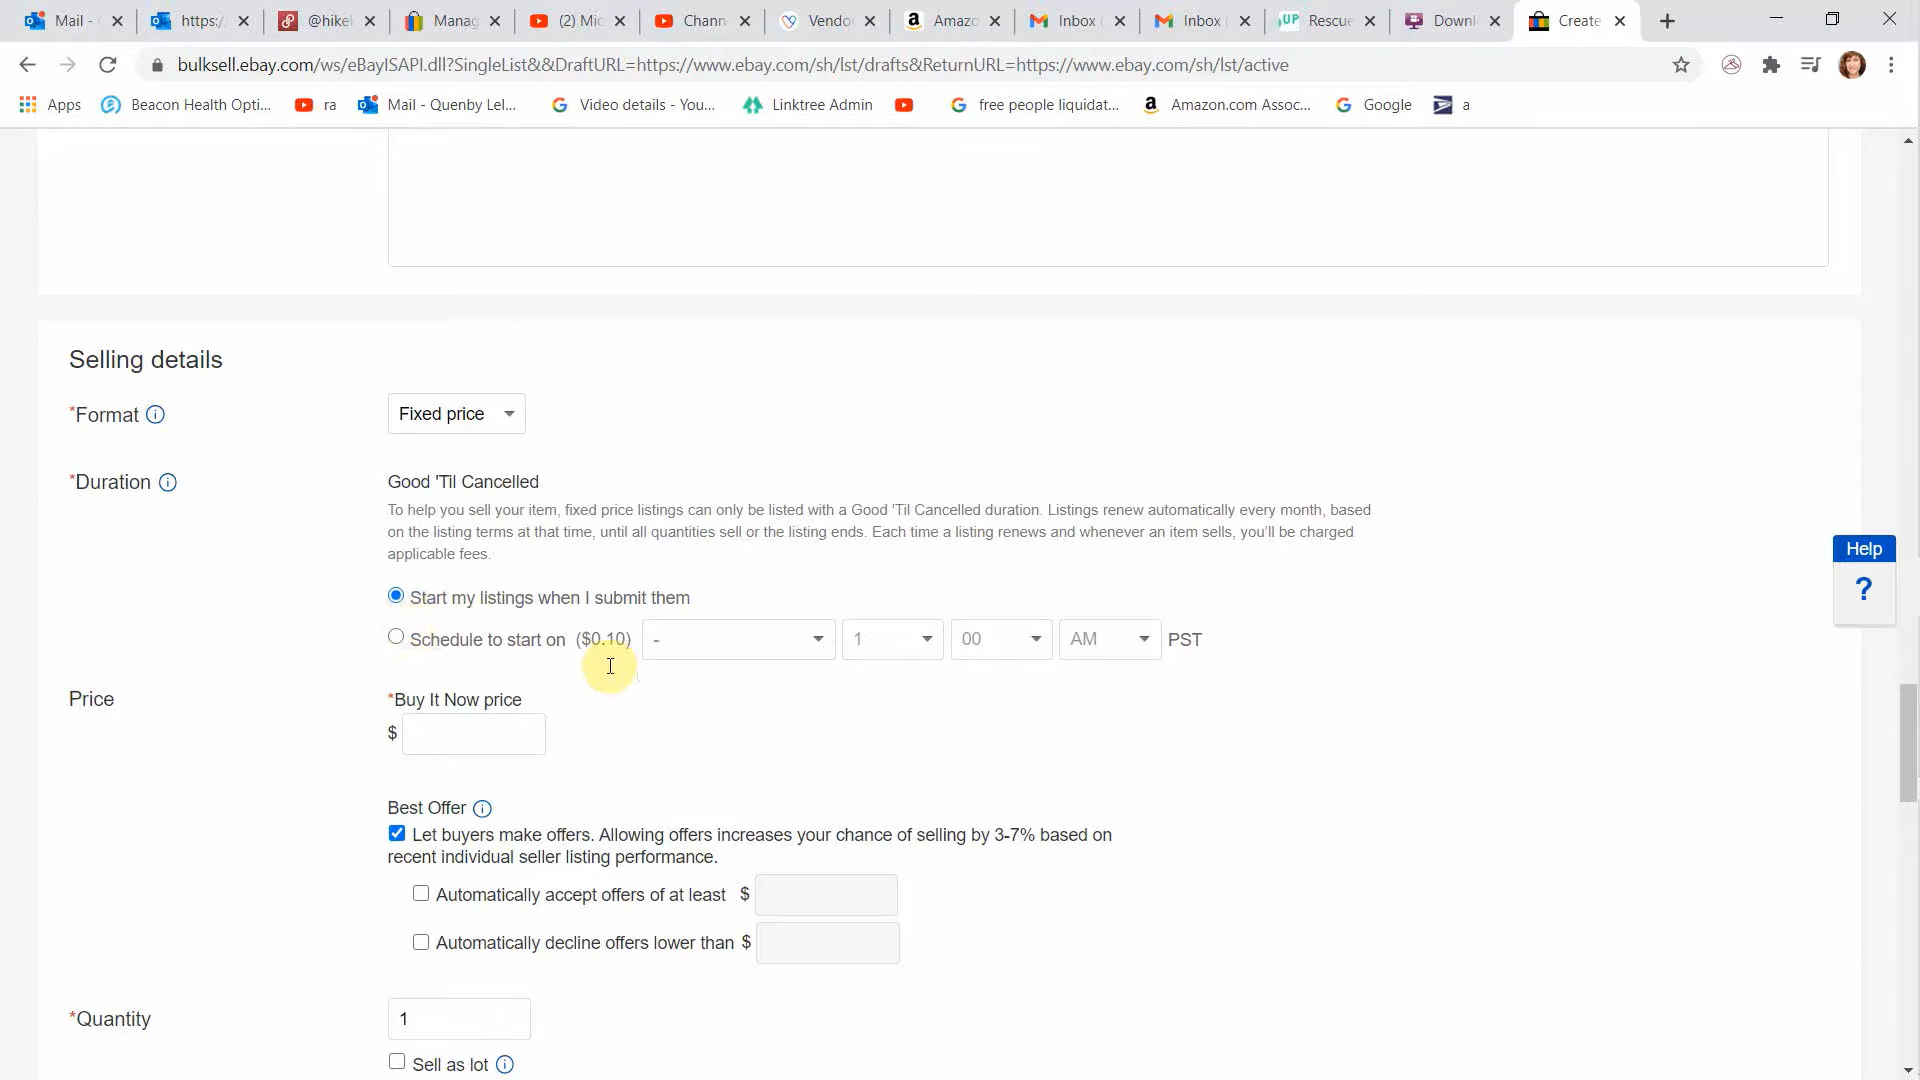 Mail -
https:/
@hikel
Manag
(2) Mic
Chann
Vendo
Amazo
Inbox
Inbox
UP Rescue
Downl
Create
bulksell.ebay.com/ws/eBayISAPI.dll?SingleList&&DraftURL=https://www.ebay.com/sh/lst/drafts&ReturnURL=https://www.ebay.com/sh/lst/active
Apps
Beacon Health Opti...
ra
Mail - Quenby Lel...
Video details - You...
Linktree Admin
free people liquidat...
Amazon.com Assoc...
Google
a
Selling details
*Format
Fixed price
*Duration
Good 'Til Cancelled
To help you sell your item, fixed price listings can only be listed with a Good 'Til Cancelled duration. Listings renew automatically every month, based
on the listing terms at that time, until all quantities sell or the listing ends. Each time a listing renews and whenever an item sells, you'll be charged
applicable fees.
Help
?
Start my listings when I submit them
Schedule to start on ($0.10) - 1 00 AM PST
Price
*Buy It Now price
$
Best Offer
Let buyers make offers. Allowing offers increases your chance of selling by 3-7% based on
recent individual seller listing performance.
Automatically accept offers of at least $
Automatically decline offers lower than $
*Quantity
1
Sell as lot